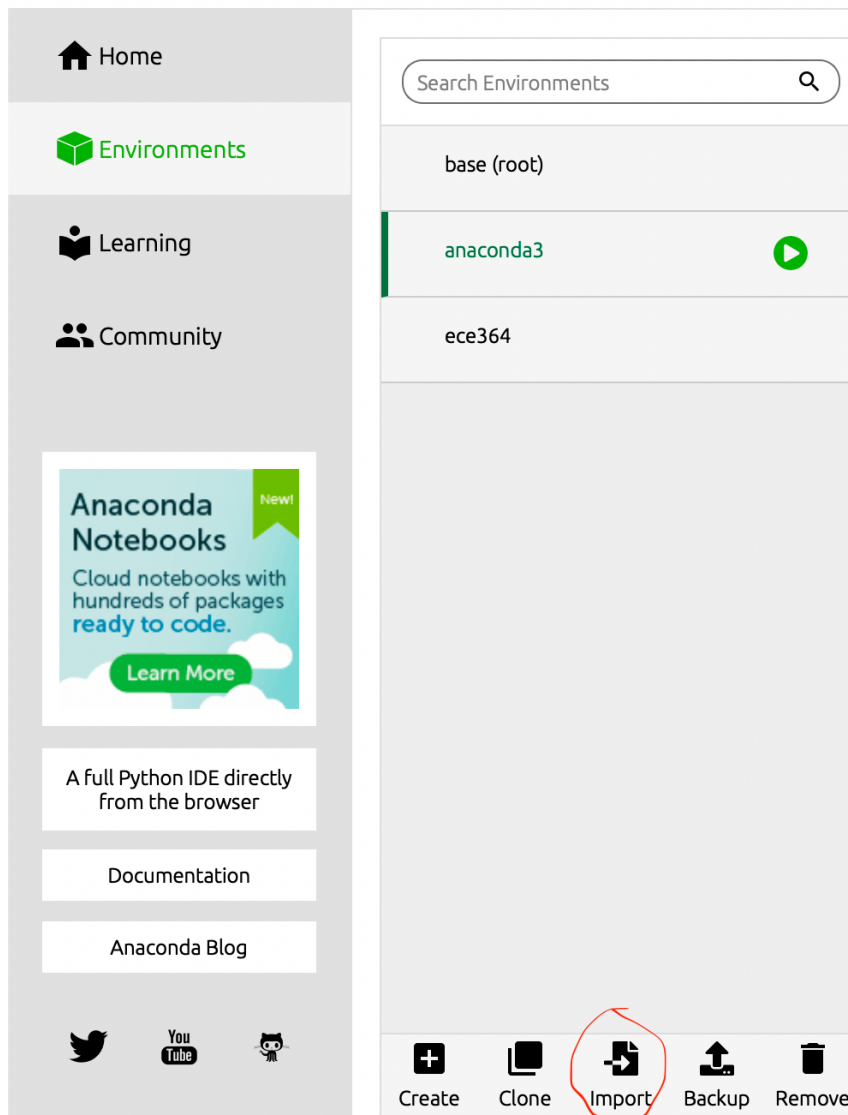 Home
Environments
Learning
Community
Anaconda
Notebooks
New!
Cloud notebooks with
hundreds of packages
ready to code.
Learn More
A full Python IDE directly
from the browser
Documentation
Anaconda Blog
You
Tube
Search Environments
base (root)
anaconda3
ece364
Create
Clone
Import
Backup
Remove